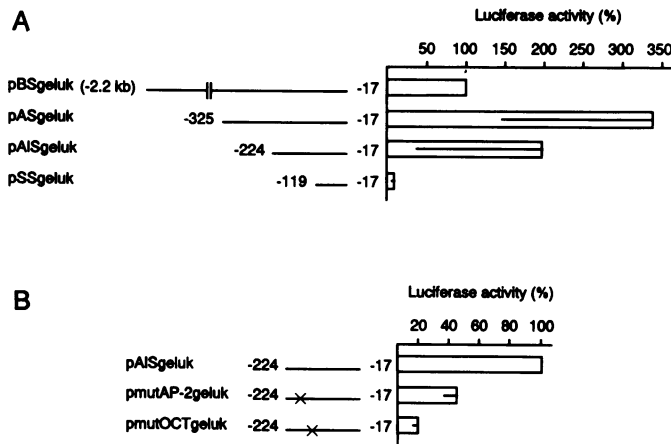 A
Luciferase activity (%)
50 100 150 200 250 300 350
pBSgeluk (-2.2 kb) -17
pASgeluk -325 -17
pAlSgeluk -224 -17
pSSgeluk -119 -17
B
Luciferase activity (%)
20 40 60 80 100
pAlSgeluk -224 -17
pmutAP-2geluk -224 -17
pmutOCTgeluk -224 -17